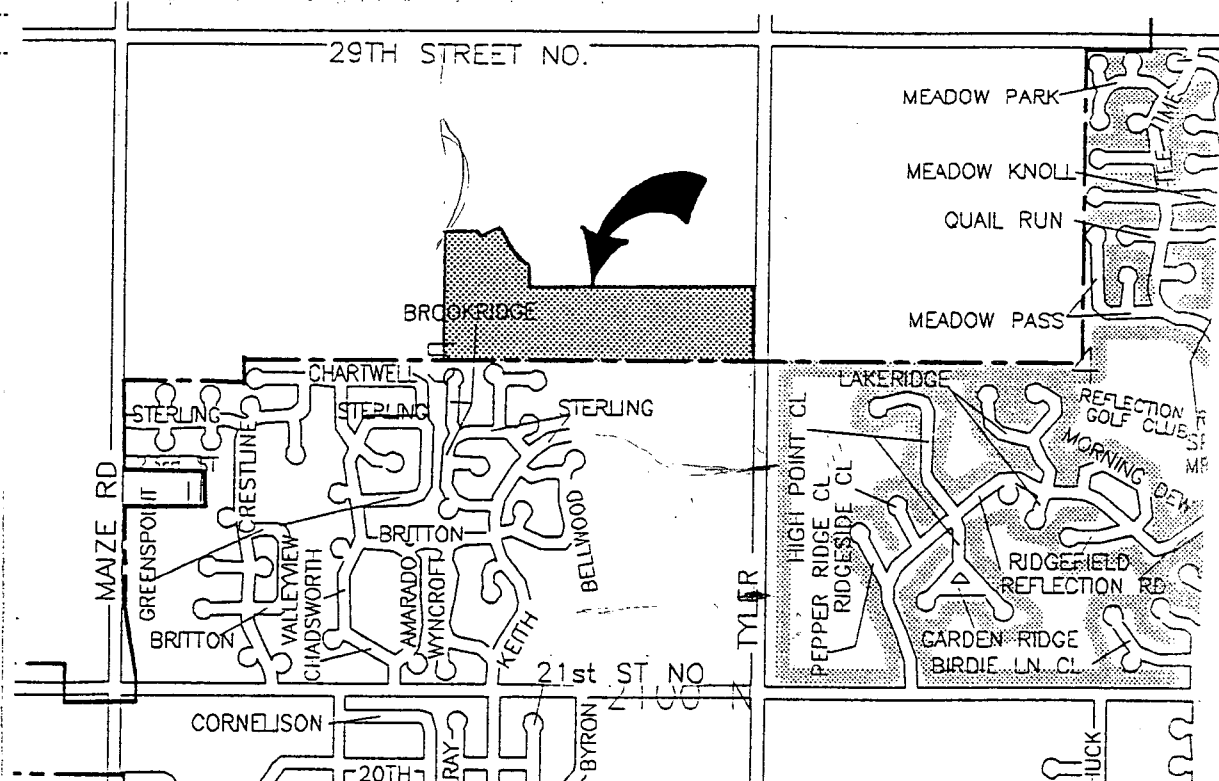 29TH STREET NO.
MEADOW PARK
TIME
MEADOW KNOLL
QUAIL RUN
BROOKRIDGE
MEADOW PASS
CHARTWELL
LAKERIDGE
STERLING
STERLING
STERLING
REFLECTION
GOLF CLUB
MORNING DEW
MAIZE RD
CRESTLINE
HIGH POINT CL
GREENSPOINT
BRITTON
BELLWOOD
PEPPER RIDGE CL
RIDGESIDE CL
VALLEYVIEW
CHADSWORTH
AMARADO
WYNCROFT
KEITH
TYLER
RIDGEFIELD
REFLECTION RD
BRITTON
GARDEN RIDGE
BIRDIE LN CL
21st ST NO
2100 N
CORNELISON
RAY
BYRON
HUCK
20TH